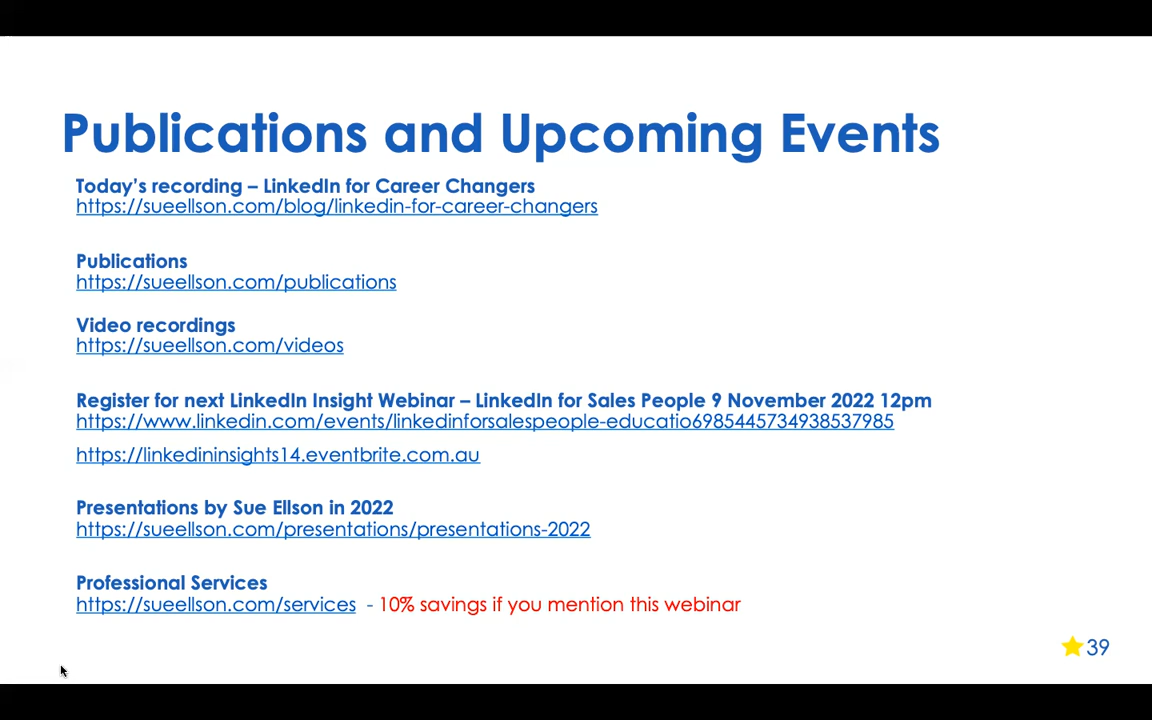 Publications and Upcoming Events
Today's recording – LinkedIn for Career Changers
https://sueellson.com/blog/linkedin-for-career-changers
Publications
https://sueellson.com/publications
Video recordings
https://sueellson.com/videos
Register for next LinkedIn Insight Webinar – LinkedIn for Sales People 9 November 2022 12pm
https://www.linkedin.com/events/linkedinforsalespeople-educatio6985445734938537985
https://linkedininsights14.eventbrite.com.au
Presentations by Sue Ellson in 2022
https://sueellson.com/presentations/presentations-2022
Professional Services
https://sueellson.com/services - 10% savings if you mention this webinar
39